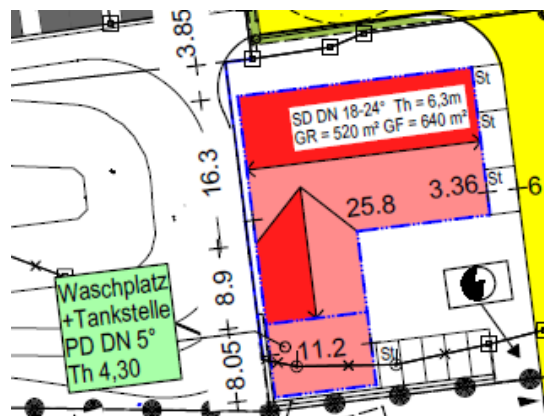 3.85
St
SD DN 18-24° Th = 6,3m
GR = 520 m² GF = 640 m²
St
16.3
St
3.36
6
25.8
8.9
Waschplatz
+Tankstelle
PD DN 5°
Th 4,30
11.2
St
8.05